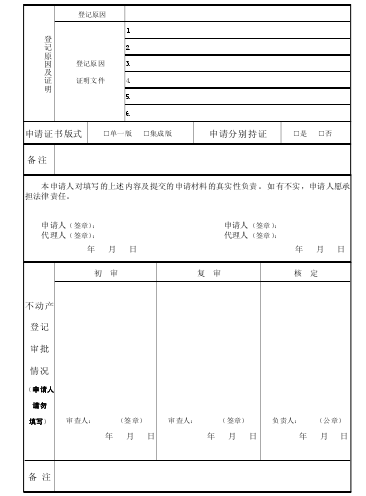 登记原因及证明
登记原因
登记原因
证明文件
1.
2.
3.
4.
5.
6.
申请证书版式 □单一版 □集成版 申请分别持证 □是 □否
备注
本申请人对填写的上述内容及提交的申请材料的真实性负责。如有不实，申请人愿承
担法律责任。
申请人（签章）： 申请人（签章）：
代理人（签章）： 代理人（签章）：
年 月 日 年 月 日
初 审 复 审 核 定
不动产
登记
审批
情况
（申请人
请勿
填写）
审查人： （签章） 审查人： （签章） 负责人： （公章）
年 月 日 年 月 日 年 月 日
备 注